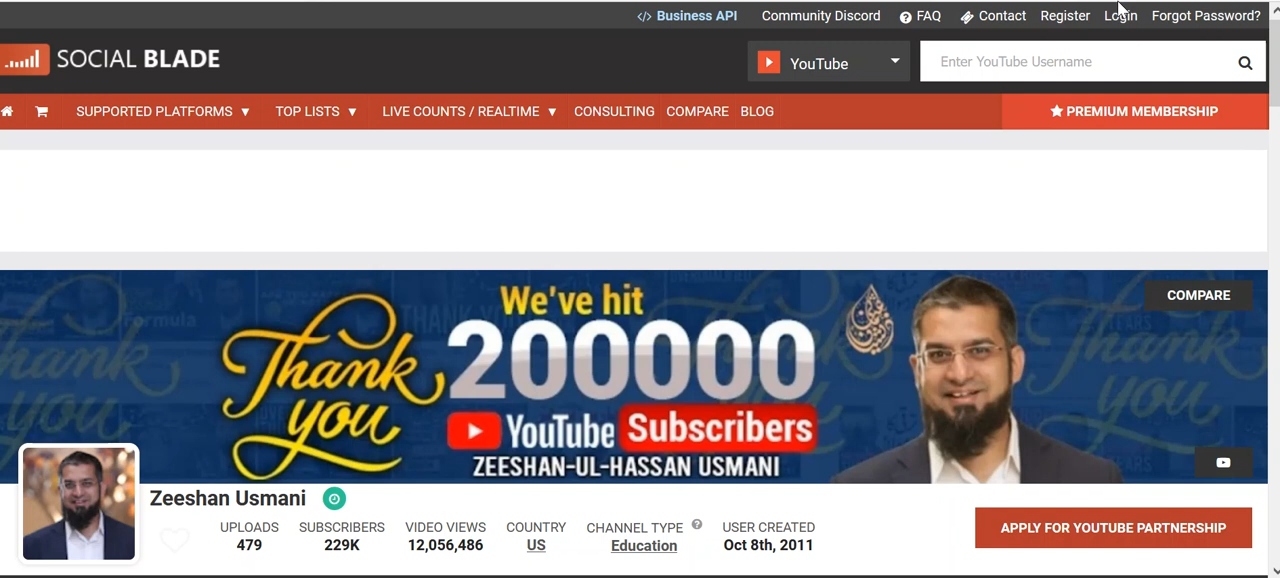 </> Business API Community Discord FAQ Contact Register Login Forgot Password?
SOCIAL BLADE
YouTube
Enter YouTube Username
SUPPORTED PLATFORMS ▼ TOP LISTS ▼ LIVE COUNTS / REALTIME ▼ CONSULTING COMPARE BLOG
PREMIUM MEMBERSHIP
COMPARE
Thank you
We've hit
200000
YouTube Subscribers
ZEESHAN-UL-HASSAN USMANI
Zeeshan Usmani
UPLOADS SUBSCRIBERS VIDEO VIEWS COUNTRY CHANNEL TYPE USER CREATED
479 229K 12,056,486 US Education Oct 8th, 2011
APPLY FOR YOUTUBE PARTNERSHIP